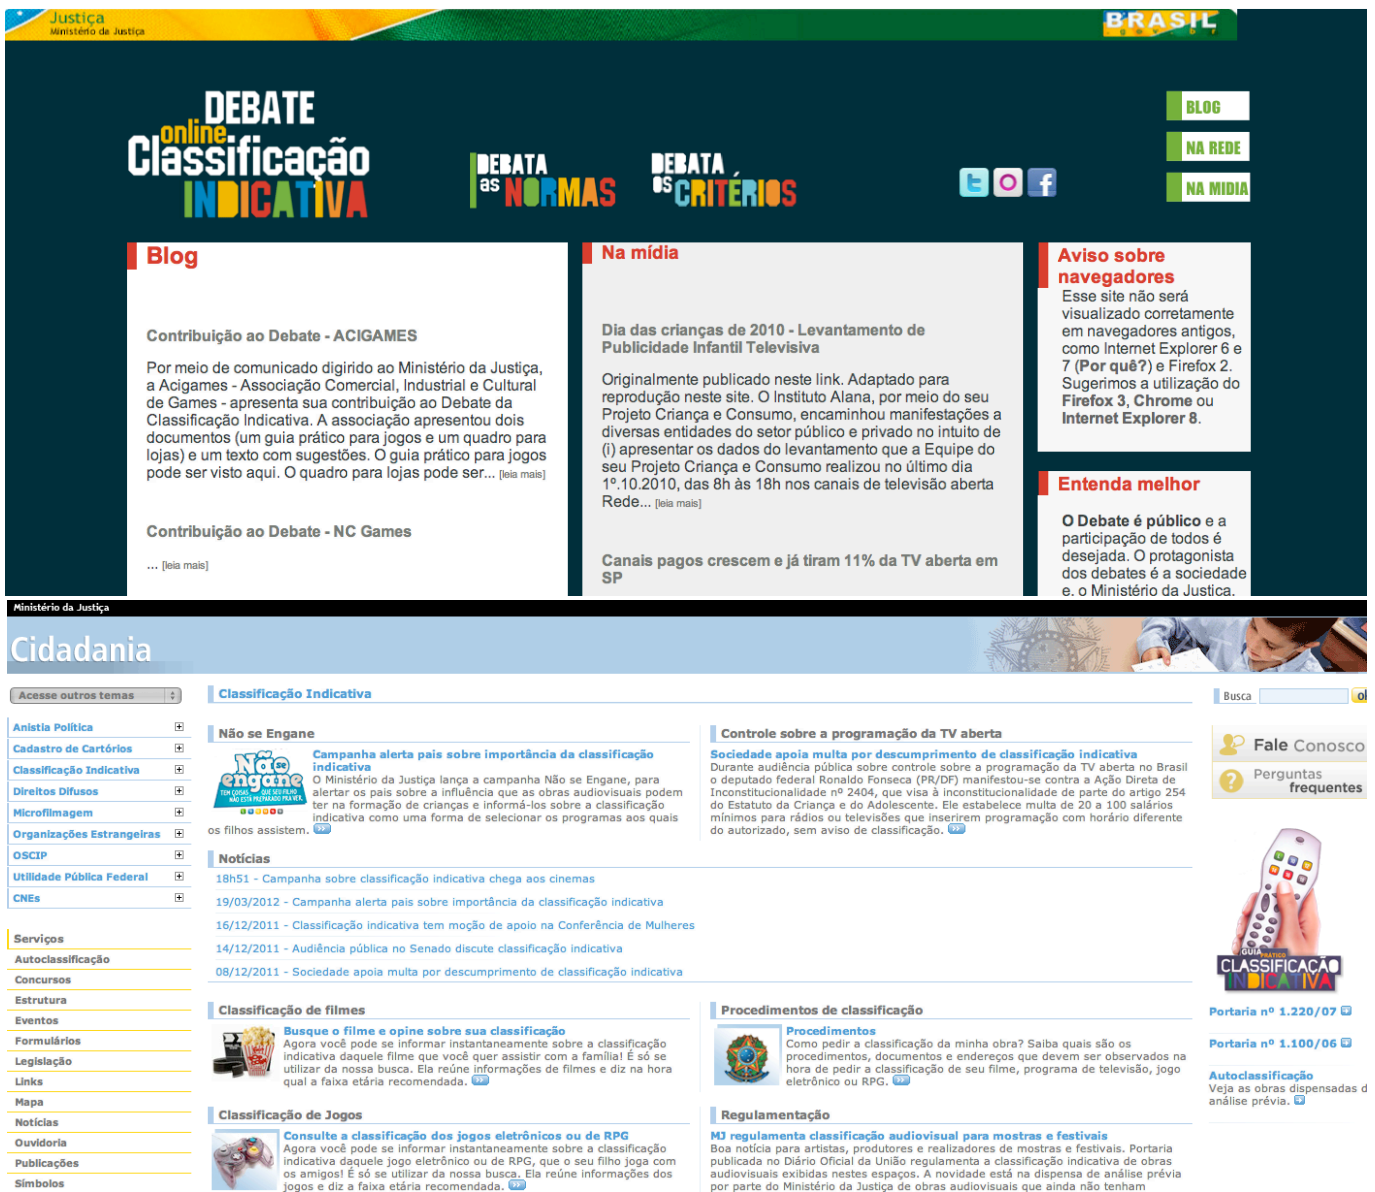 Justiça
Ministério da Justiça
BRASIL
DEBATE
online
Classificação
INDICATIVA
DEBATA
as NORMAS
DEBATA
os CRITÉRIOS
BLOG
NA REDE
NA MIDIA
Blog
Contribuição ao Debate - ACIGAMES
Por meio de comunicado digirido ao Ministério da Justiça,
a Acigames - Associação Comercial, Industrial e Cultural
de Games - apresenta sua contribuição ao Debate da
Classificação Indicativa. A associação apresentou dois
documentos (um guia prático para jogos e um quadro para
lojas) e um texto com sugestões. O guia prático para jogos
pode ser visto aqui. O quadro para lojas pode ser... [leia mais]
Contribuição ao Debate - NC Games
... [leia mais]
Na mídia
Dia das crianças de 2010 - Levantamento de
Publicidade Infantil Televisiva
Originalmente publicado neste link. Adaptado para
reprodução neste site. O Instituto Alana, por meio do seu
Projeto Criança e Consumo, encaminhou manifestações a
diversas entidades do setor público e privado no intuito de
(i) apresentar os dados do levantamento que a Equipe do
seu Projeto Criança e Consumo realizou no último dia
1º.10.2010, das 8h às 18h nos canais de televisão aberta
Rede... [leia mais]
Canais pagos crescem e já tiram 11% da TV aberta em
SP
Aviso sobre
navegadores
Esse site não será
visualizado corretamente
em navegadores antigos,
como Internet Explorer 6 e
7 (Por quê?) e Firefox 2.
Sugerimos a utilização do
Firefox 3, Chrome ou
Internet Explorer 8.
Entenda melhor
O Debate é público e a
participação de todos é
desejada. O protagonista
dos debates é a sociedade
e, o Ministério da Justiça.
Ministério da Justiça
Cidadania
Acesse outros temas
Anistia Política
Cadastro de Cartórios
Classificação Indicativa
Direitos Difusos
Microfilmagem
Organizações Estrangeiras
OSCIP
Utilidade Pública Federal
CNEs
Serviços
Autoclassificação
Concursos
Estrutura
Eventos
Formulários
Legislação
Links
Mapa
Notícias
Ouvidoria
Publicações
Símbolos
Classificação Indicativa
Não se Engane
Não se
engane
TEM COISAS QUE SEU FILHO
NÃO ESTÁ PREPARADO PRA VER.
Campanha alerta pais sobre importância da classificação
indicativa
O Ministério da Justiça lança a campanha Não se Engane, para
alertar os pais sobre a influência que as obras audiovisuais podem
ter na formação de crianças e informá-los sobre a classificação
indicativa como uma forma de selecionar os programas aos quais
os filhos assistem.
Controle sobre a programação da TV aberta
Sociedade apoia multa por descumprimento de classificação indicativa
Durante audiência pública sobre controle sobre a programação da TV aberta no Brasil
o deputado federal Ronaldo Fonseca (PR/DF) manifestou-se contra a Ação Direta de
Inconstitucionalidade nº 2404, que visa à inconstitucionalidade de parte do artigo 254
do Estatuto da Criança e do Adolescente. Ele estabelece multa de 20 a 100 salários
mínimos para rádios ou televisões que inserirem programação com horário diferente
do autorizado, sem aviso de classificação.
Notícias
18h51 - Campanha sobre classificação indicativa chega aos cinemas
19/03/2012 - Campanha alerta pais sobre importância da classificação indicativa
16/12/2011 - Classificação indicativa tem moção de apoio na Conferência de Mulheres
14/12/2011 - Audiência pública no Senado discute classificação indicativa
08/12/2011 - Sociedade apoia multa por descumprimento de classificação indicativa
Classificação de filmes
Busque o filme e opine sobre sua classificação
Agora você pode se informar instantaneamente sobre a classificação
indicativa daquele filme que você quer assistir com a família! É só se
utilizar da nossa busca. Ela reúne informações de filmes e diz na hora
qual a faixa etária recomendada.
Procedimentos de classificação
Procedimentos
Como pedir a classificação da minha obra? Saiba quais são os
procedimentos, documentos e endereços que devem ser observados na
hora de pedir a classificação de seu filme, programa de televisão, jogo
eletrônico ou RPG.
Classificação de Jogos
Consulte a classificação dos jogos eletrônicos ou de RPG
Agora você pode se informar instantaneamente sobre a classificação
indicativa daquele jogo eletrônico ou de RPG, que o seu filho joga com
os amigos! É só se utilizar da nossa busca. Ela reúne informações dos
jogos e diz a faixa etária recomendada.
Regulamentação
MJ regulamenta classificação audiovisual para mostras e festivais
Boa notícia para artistas, produtores e realizadores de mostras e festivais. Portaria
publicada no Diário Oficial da União regulamenta a classificação indicativa de obras
audiovisuais exibidas nestes espaços. A novidade está na dispensa de análise prévia
por parte do Ministério da Justiça de obras audiovisuais que ainda não tenham
Busca
ol
Fale Conosco
Perguntas
frequentes
GUIA PRÁTICO
CLASSIFICAÇÃO
INDICATIVA
Portaria nº 1.220/07
Portaria nº 1.100/06
Autoclassificação
Veja as obras dispensadas d
análise prévia.